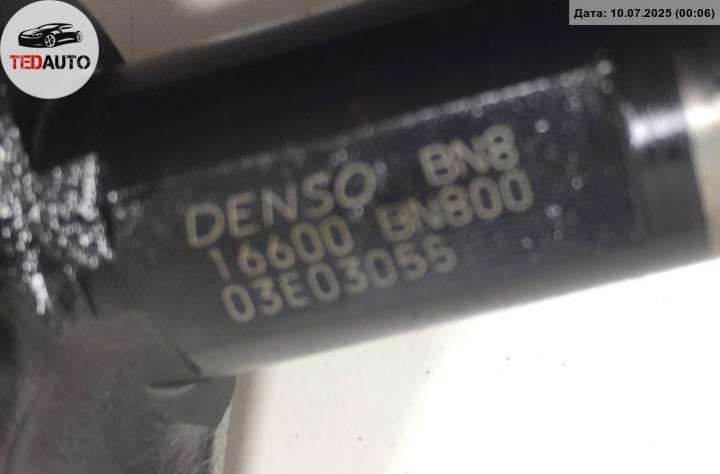 TEDAUTO
Дата: 10.07.2025 (00:06)
DENSO BN8
16600 BN800
03E03055